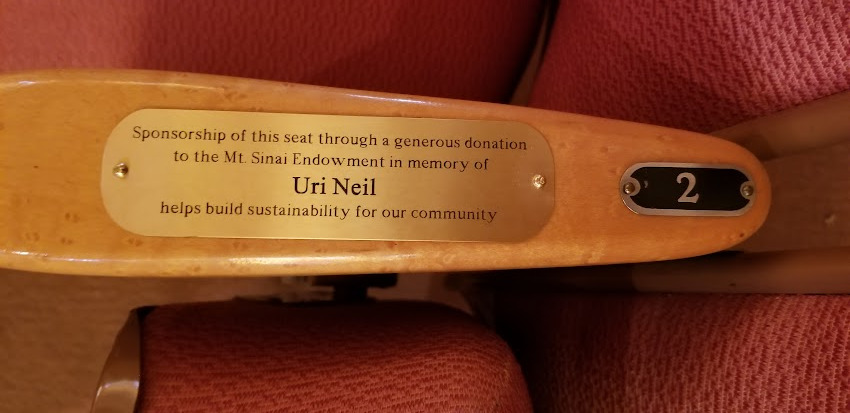 Sponsorship of this seat through a generous donation
to the Mt. Sinai Endowment in memory of
Uri Neil
helps build sustainability for our community
2